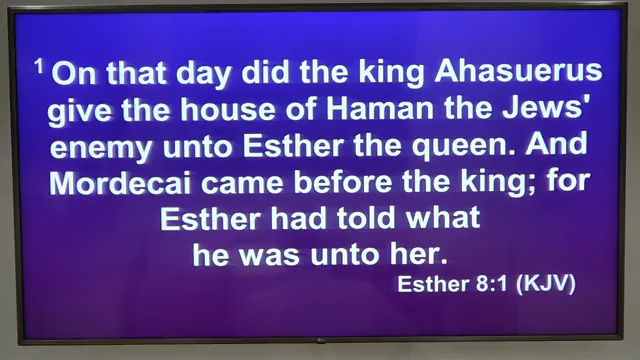 1 On that day did the king Ahasuerus
give the house of Haman the Jews'
enemy unto Esther the queen. And
Mordecai came before the king; for
Esther had told what
he was unto her.
Esther 8:1 (KJV)